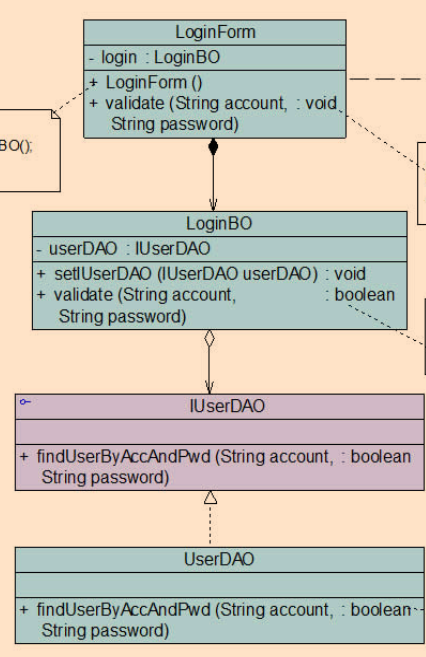 LoginForm
- login : LoginBO
+ LoginForm ()
+ validate (String account, : void
String password)
BO();
LoginBO
- userDAO : IUserDAO
+ setIUserDAO (IUserDAO userDAO) : void
+ validate (String account, : boolean
String password)
IUserDAO
+ findUserByAccAndPwd (String account, : boolean
String password)
UserDAO
+ findUserByAccAndPwd (String account, : boolean
String password)